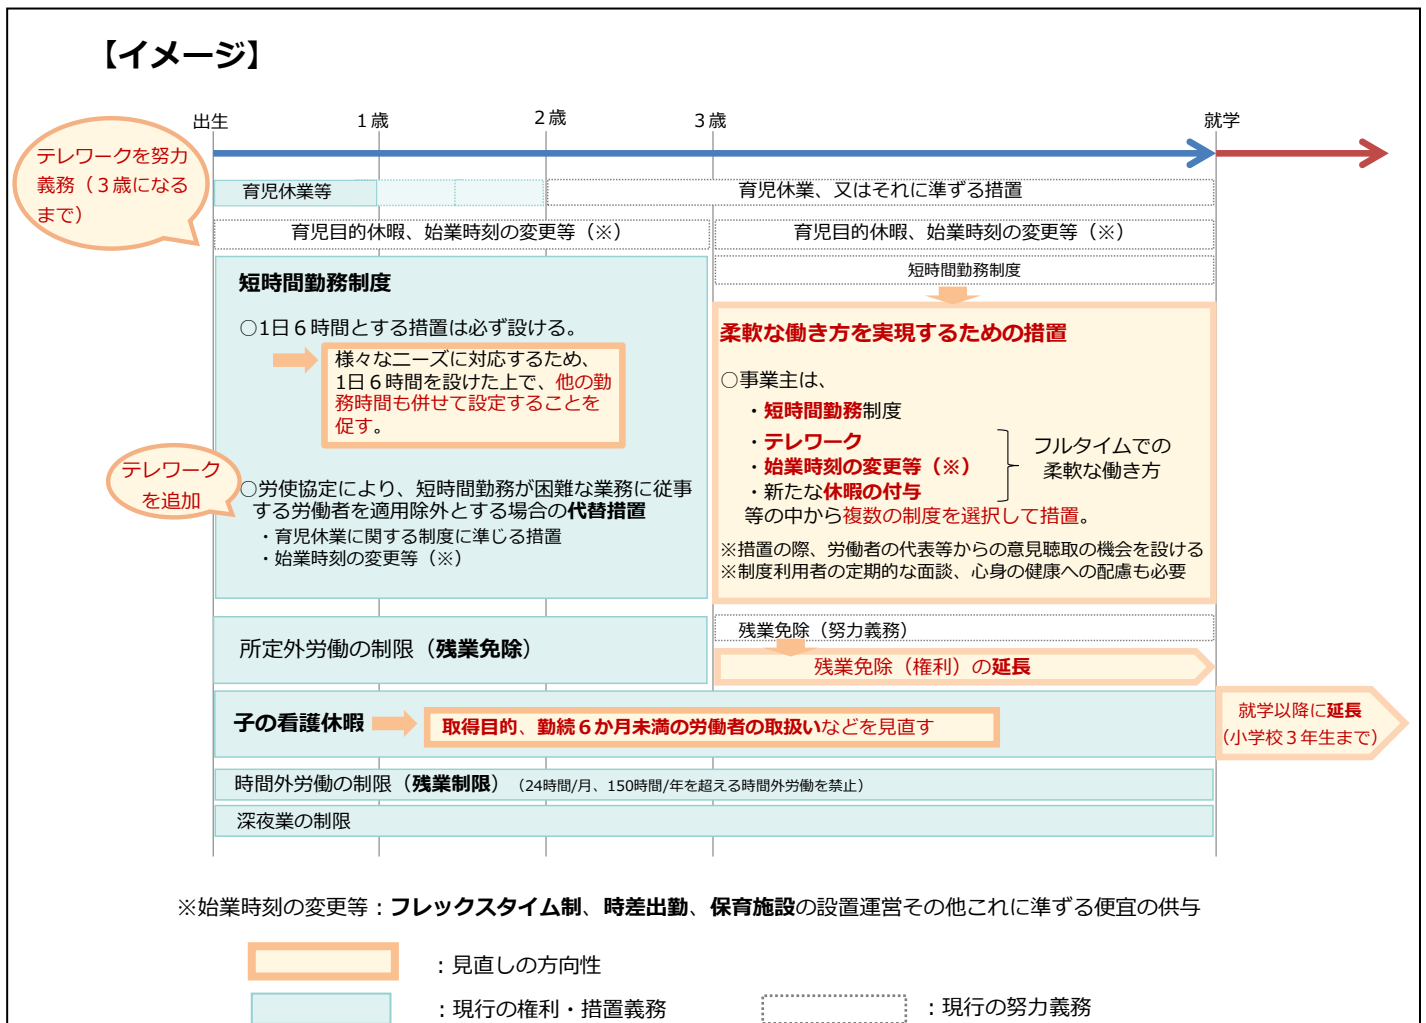 【イメージ】
出生
1歳
2歳
3歳
就学
テレワークを努力
義務（3歳になる
まで）
育児休業等
育児休業、又はそれに準ずる措置
育児目的休暇、始業時刻の変更等（※）
育児目的休暇、始業時刻の変更等（※）
短時間勤務制度
○1日6時間とする措置は必ず設ける。
様々なニーズに対応するため、
1日6時間を設けた上で、他の勤
務時間も併せて設定することを
促す。
テレワーク
を追加
○労使協定により、短時間勤務が困難な業務に従事
する労働者を適用除外とする場合の代替措置
・育児休業に関する制度に準じる措置
・始業時刻の変更等（※）
短時間勤務制度
柔軟な働き方を実現するための措置
○事業主は、
・短時間勤務制度
・テレワーク
・始業時刻の変更等（※）
・新たな休暇の付与
フルタイムでの
柔軟な働き方
等の中から複数の制度を選択して措置。
※措置の際、労働者の代表等からの意見聴取の機会を設ける
※制度利用者の定期的な面談、心身の健康への配慮も必要
所定外労働の制限（残業免除）
残業免除（努力義務）
残業免除（権利）の延長
子の看護休暇
取得目的、勤続6か月未満の労働者の取扱いなどを見直す
就学以降に延長
（小学校3年生まで）
時間外労働の制限（残業制限）（24時間/月、150時間/年を超える時間外労働を禁止）
深夜業の制限
※始業時刻の変更等：フレックスタイム制、時差出勤、保育施設の設置運営その他これに準ずる便宜の供与
：見直しの方向性
：現行の権利・措置義務
：現行の努力義務